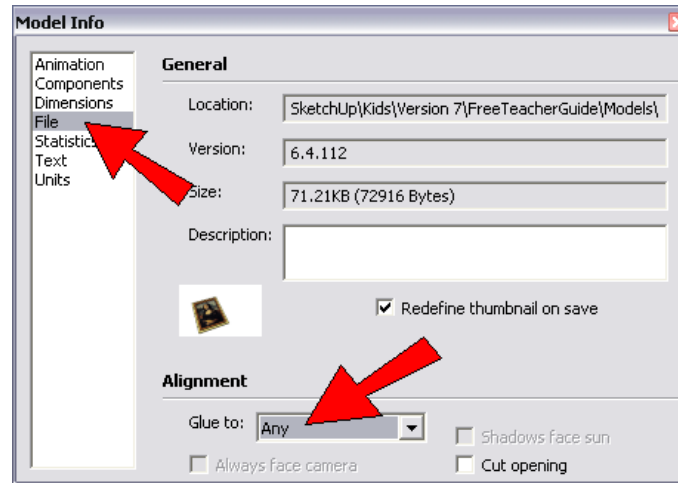 Model Info
Animation
Components
Dimensions
File
Statistics
Text
Units
General
Location: SketchUp\Kids\Version 7\FreeTeacherGuide\Models\
Version: 6.4.112
Size: 71.21KB (72916 Bytes)
Description:
Redefine thumbnail on save
Alignment
Glue to: Any
Shadows face sun
Always face camera
Cut opening